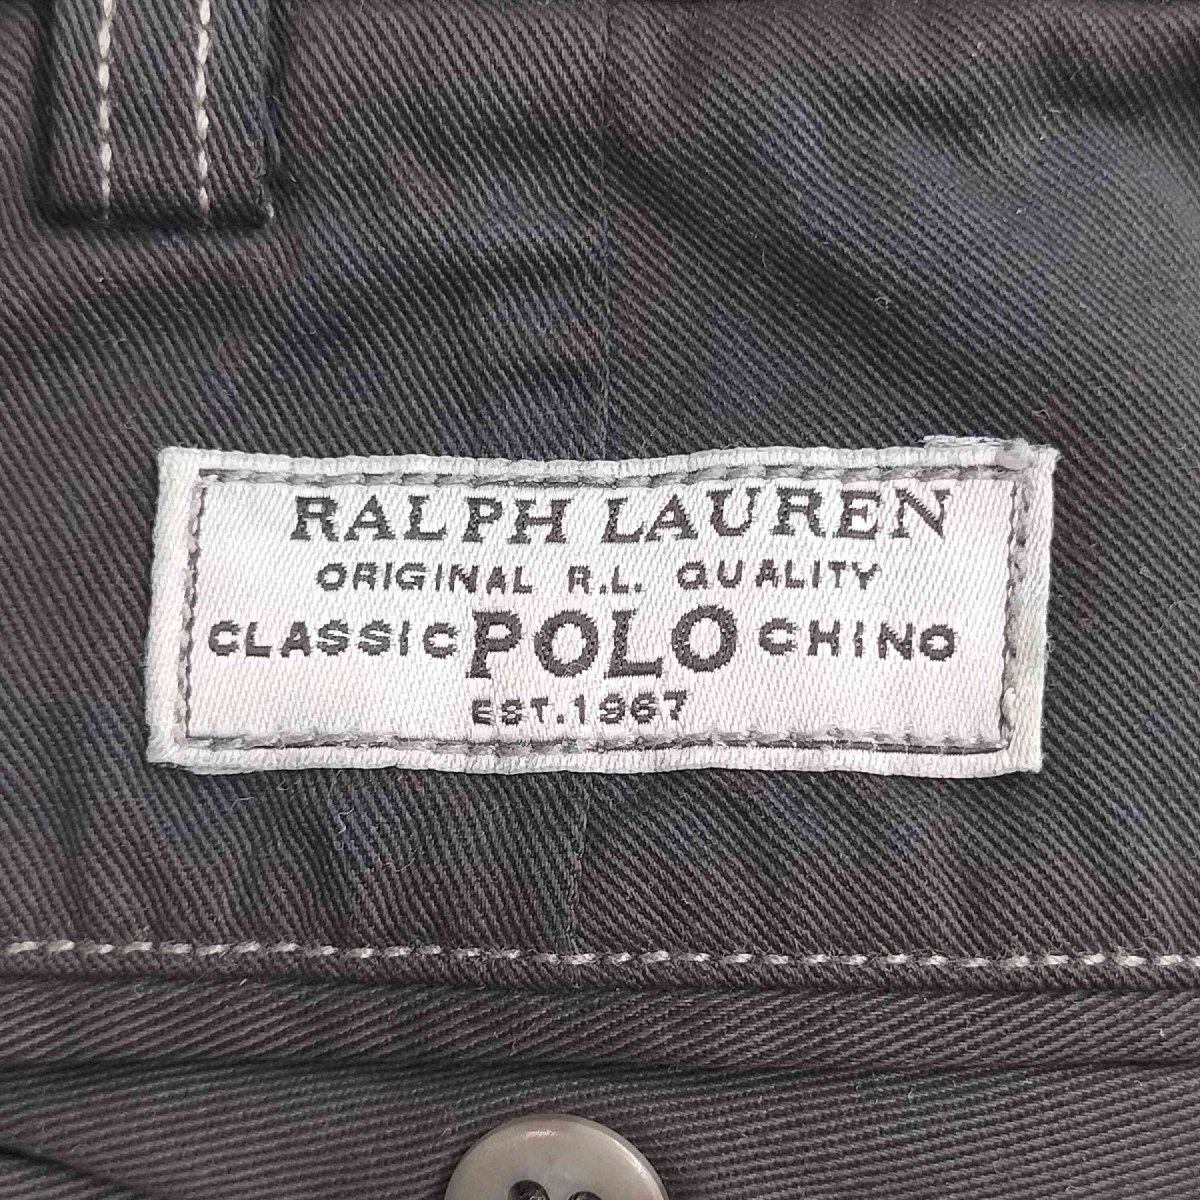 RALPH LAUREN
ORIGINAL R.L. QUALITY
CLASSIC POLO CHINO
EST.1967